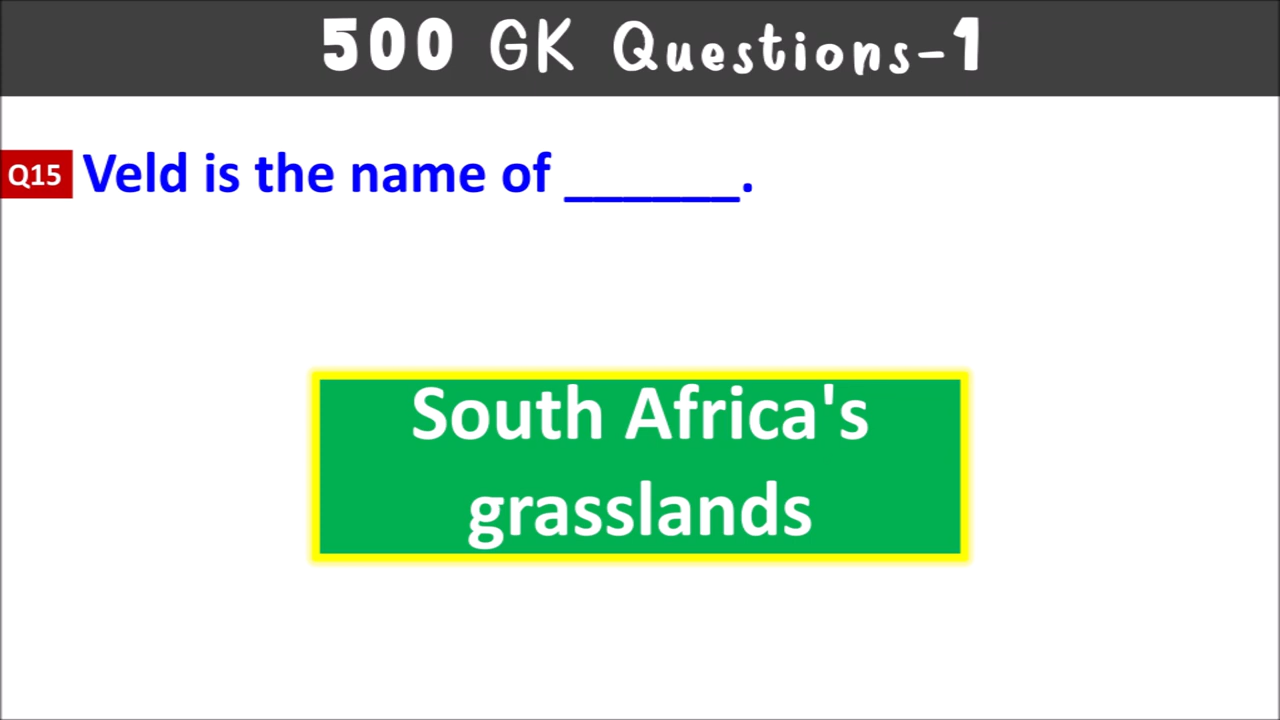 500 GK Questions-1
Q15 Veld is the name of ______.
South Africa's
grasslands